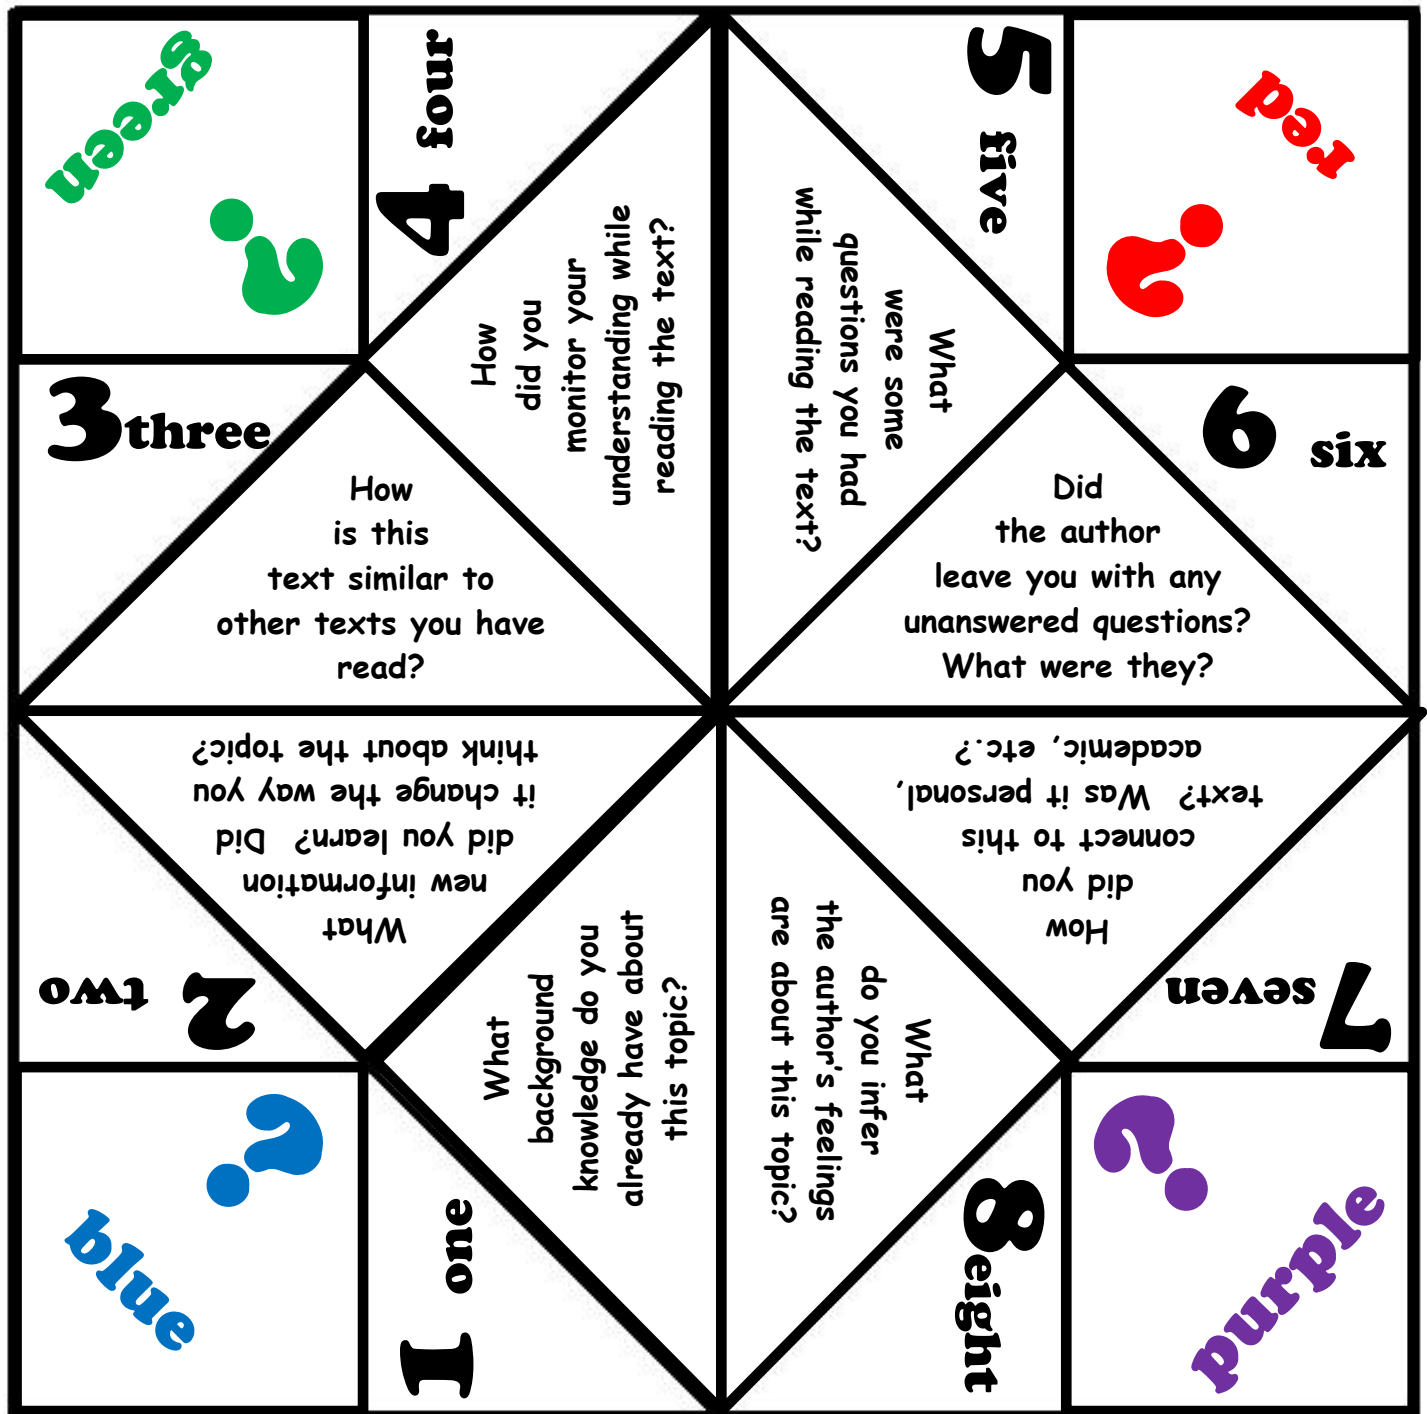 green
?
4 four
5 five
red
?
How
did you
monitor your
understanding while
reading the text?
What
were some
questions you had
while reading the text?
3 three
6 six
How
is this
text similar to
other texts you have
read?
Did
the author
leave you with any
unanswered questions?
What were they?
What
new information
did you learn? Did
it change the way you
think about the topic?
How
did you
connect to this
text? Was it personal,
academic, etc.?
2 two
7 seven
What
background
knowledge do you
already have about
this topic?
What
do you infer
the author's feelings
are about this topic?
?
blue
1 one
8 eight
?
purple